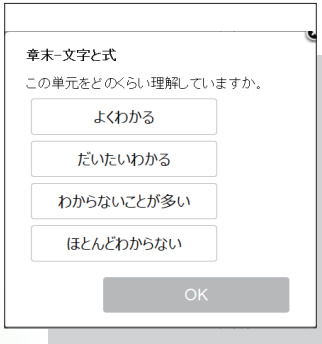 章末-文字と式
この単元をどのくらい理解していますか。
よくわかる
だいたいわかる
わからないことが多い
ほとんどわからない
OK